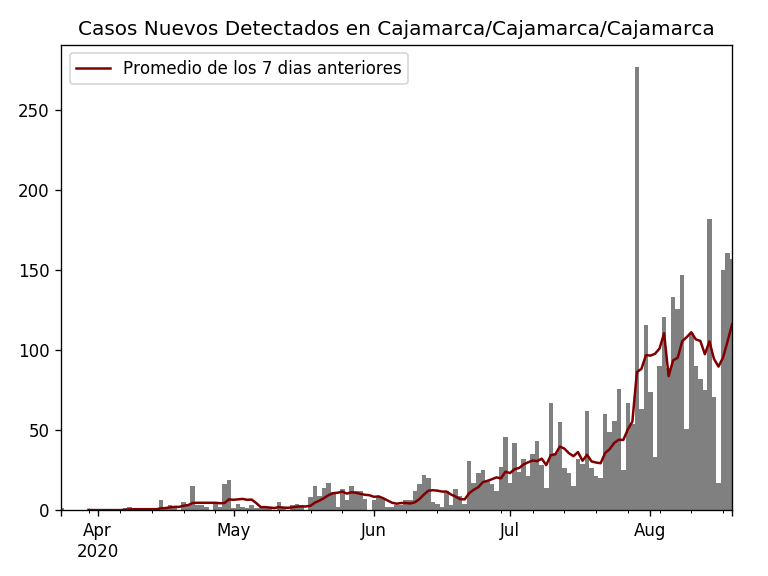 Casos Nuevos Detectados en Cajamarca/Cajamarca/Cajamarca
Promedio de los 7 dias anteriores
250
200
150
100
50
0
Apr
2020
May
Jun
Jul
Aug